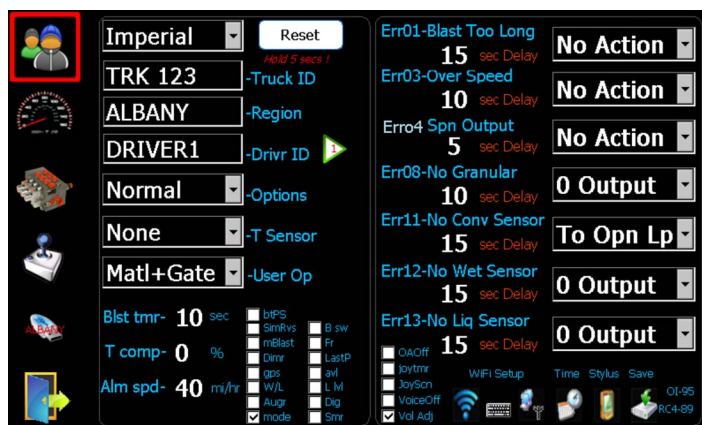 Imperial
Reset
Hold 5 secs !
TRK 123 -Truck ID
ALBANY -Region
DRIVER1 -Drivr ID 1
Normal -Options
None -T Sensor
Matl+Gate -User Op
Blst tmr- 10 sec
T comp- 0 %
Alm spd- 40 mi/hr
btPS
SimRvs B sw
mBlast Fr
Dimr LastP
gps avl
W/L L M
Augr Dig
mode Smr
ALBANY
Err01-Blast Too Long
15 sec Delay No Action
Err03-Over Speed
10 sec Delay No Action
Erro4 Spn Output
5 sec Delay No Action
Err08-No Granular
10 sec Delay 0 Output
Err11-No Conv Sensor
15 sec Delay To Opn Lp
Err12-No Wet Sensor
15 sec Delay 0 Output
Err13-No Liq Sensor
15 sec Delay 0 Output
OAOff
joytmr
JoyScn
VoiceOff
Vol Adj
WiFi Setup Time Stylus Save
OI-95
RC4-89